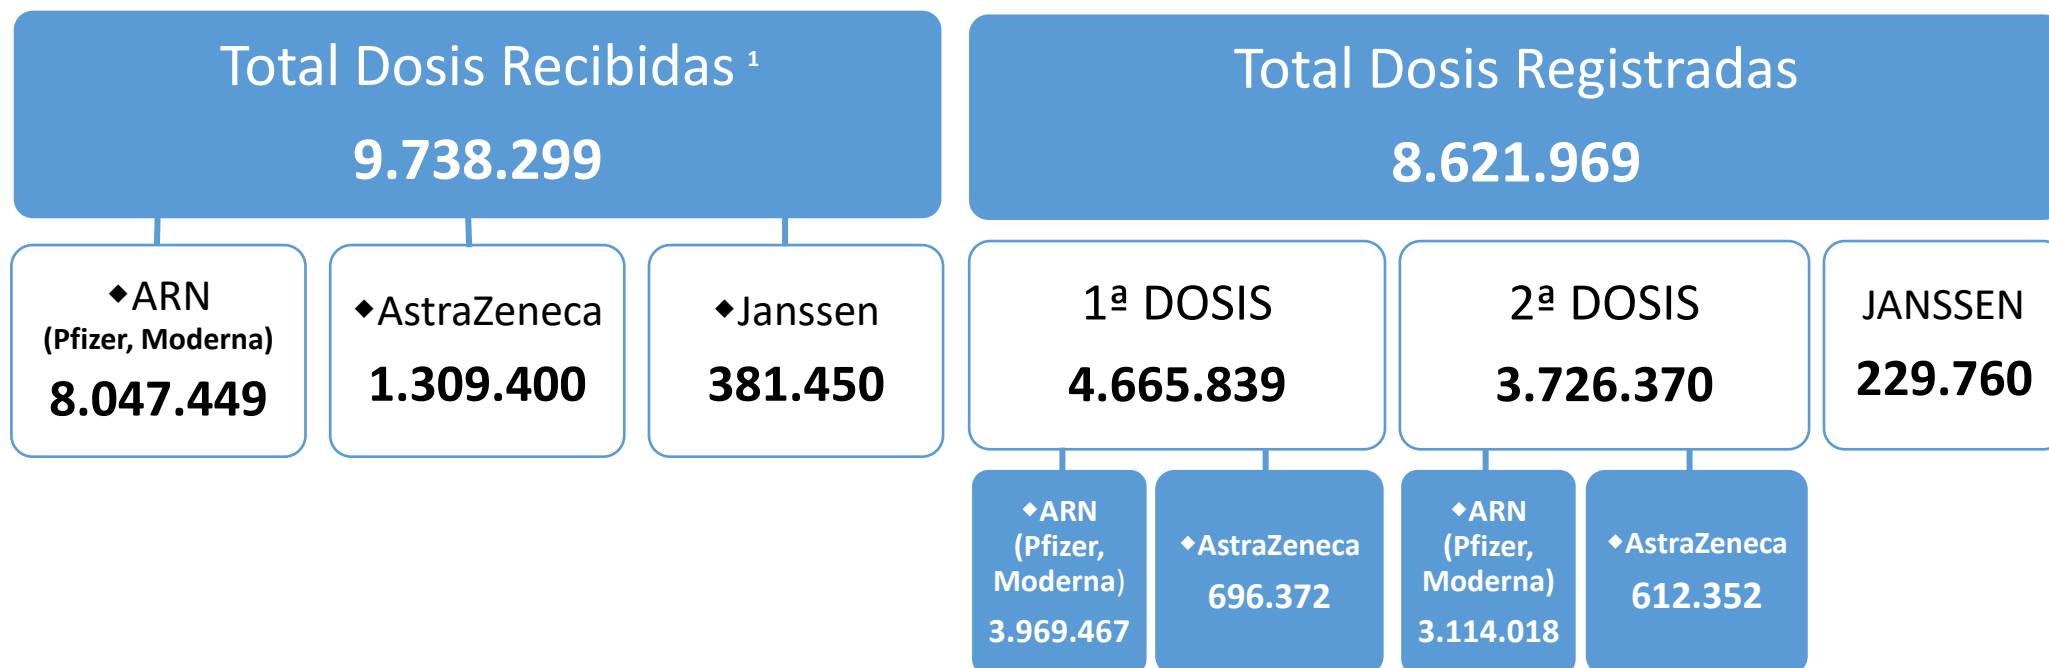 Total Dosis Recibidas ¹
9.738.299
◆ARN
(Pfizer, Moderna)
8.047.449
◆AstraZeneca
1.309.400
◆Janssen
381.450
Total Dosis Registradas
8.621.969
1ª DOSIS
4.665.839
2ª DOSIS
3.726.370
JANSSEN
229.760
◆ARN
(Pfizer,
Moderna)
3.969.467
◆AstraZeneca
696.372
◆ARN
(Pfizer,
Moderna)
3.114.018
◆AstraZeneca
612.352